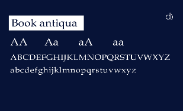 Book antiqua
AA Aa aA aa
ABCDEFGHIJKLMNOPQRSTUVWXYZ
abcdefghijklmnopqrstuvwxyz